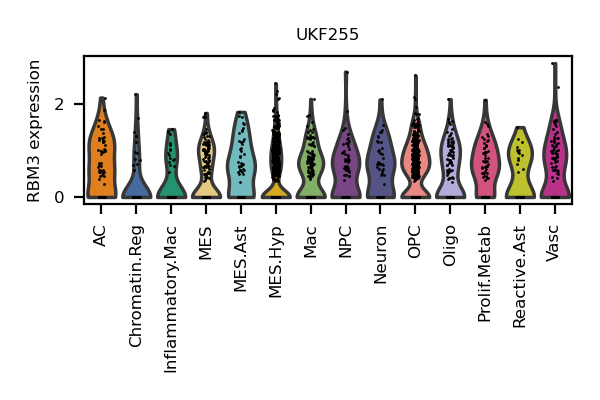 UKF255
RBM3 expression
2
0
AC
Chromatin.Reg
Inflammatory.Mac
MES
MES.Ast
MES.Hyp
Mac
NPC
Neuron
OPC
Oligo
Prolif.Metab
Reactive.Ast
Vasc